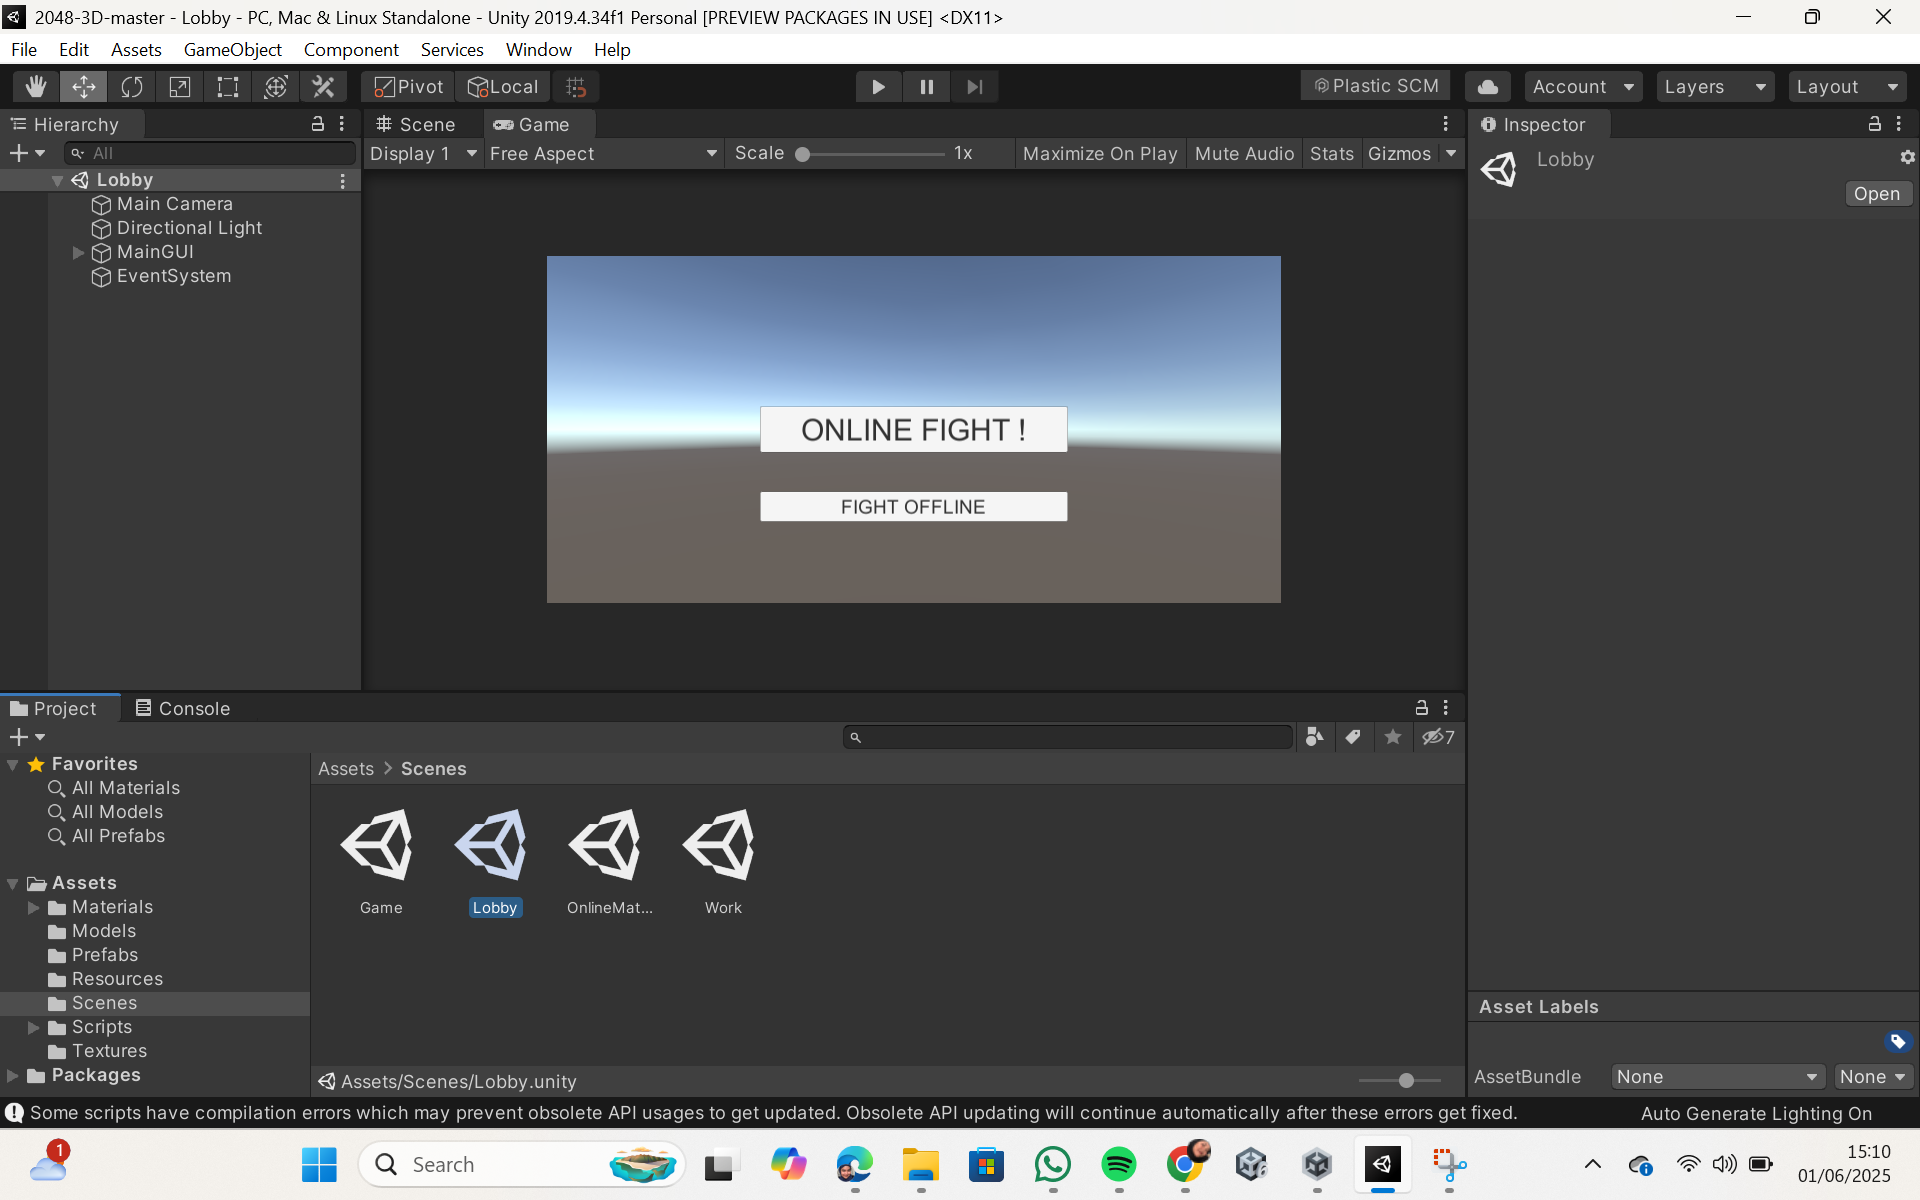 2048-3D-master - Lobby - PC, Mac & Linux Standalone - Unity 2019.4.34f1 Personal [PREVIEW PACKAGES IN USE] <DX11>
File Edit Assets GameObject Component Services Window Help
Pivot Local Plastic SCM Account Layers Layout
Hierarchy
All
Lobby
Main Camera
Directional Light
MainGUI
EventSystem
Scene Game
Display 1 Free Aspect Scale 1x Maximize On Play Mute Audio Stats Gizmos
ONLINE FIGHT !
FIGHT OFFLINE
Inspector
Lobby
Open
Project Console
7
Favorites
All Materials
All Models
All Prefabs
Assets
Materials
Models
Prefabs
Resources
Scenes
Scripts
Textures
Packages
Assets > Scenes
Game Lobby OnlineMat... Work
Assets/Scenes/Lobby.unity
Asset Labels
AssetBundle None None
Some scripts have compilation errors which may prevent obsolete API usages to get updated. Obsolete API updating will continue automatically after these errors get fixed.
Auto Generate Lighting On
1
Search
6
15:10
01/06/2025